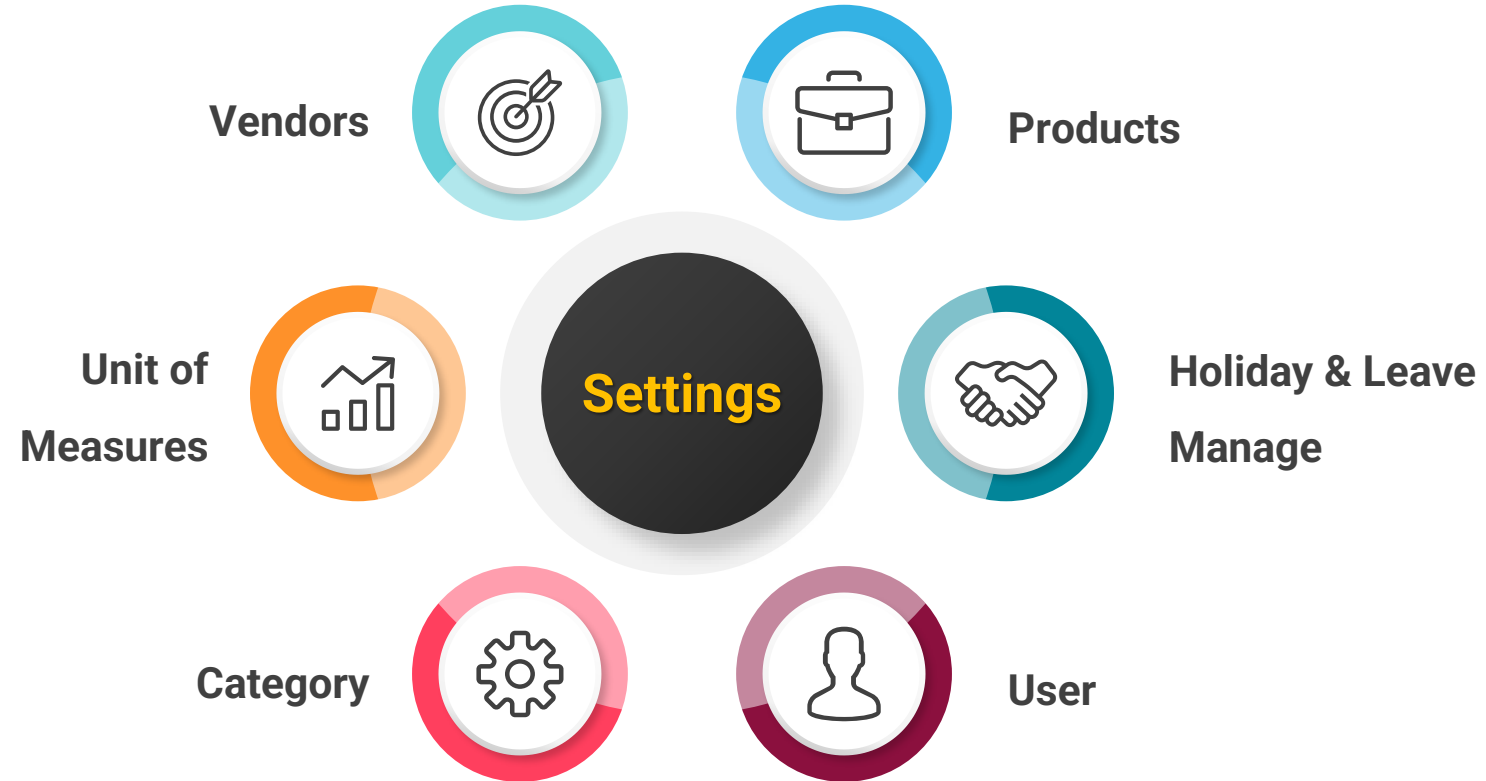 Vendors
Products
Unit of
Measures
Settings
Holiday & Leave
Manage
Category
User